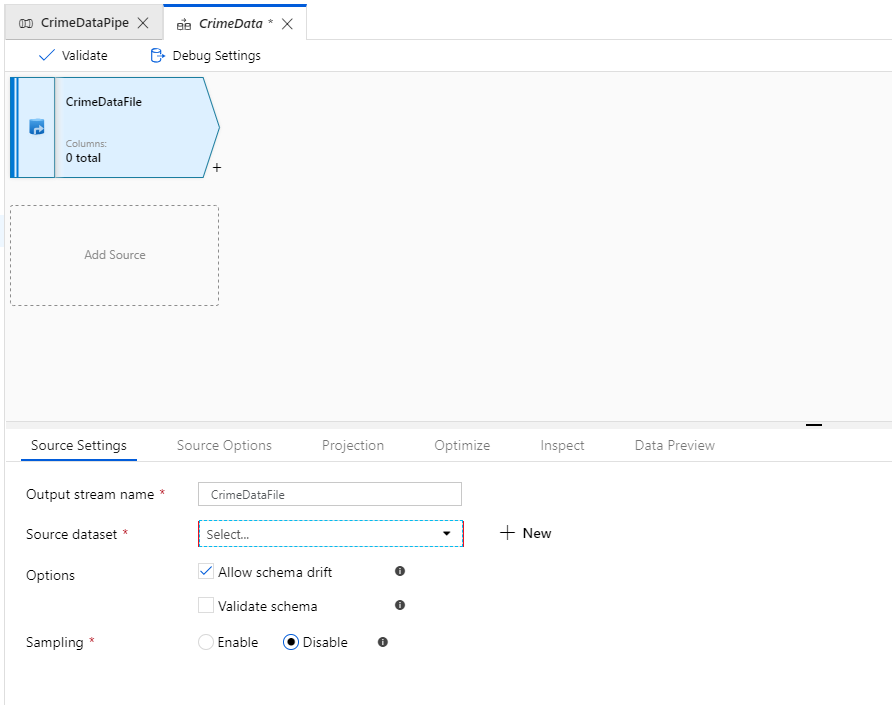 CrimeDataPipe CrimeData *
Validate Debug Settings
CrimeDataFile
Columns:
0 total
+
Add Source
Source Settings Source Options Projection Optimize Inspect Data Preview
Output stream name * CrimeDataFile
Source dataset * Select... + New
Options Allow schema drift
Validate schema
Sampling * Enable Disable